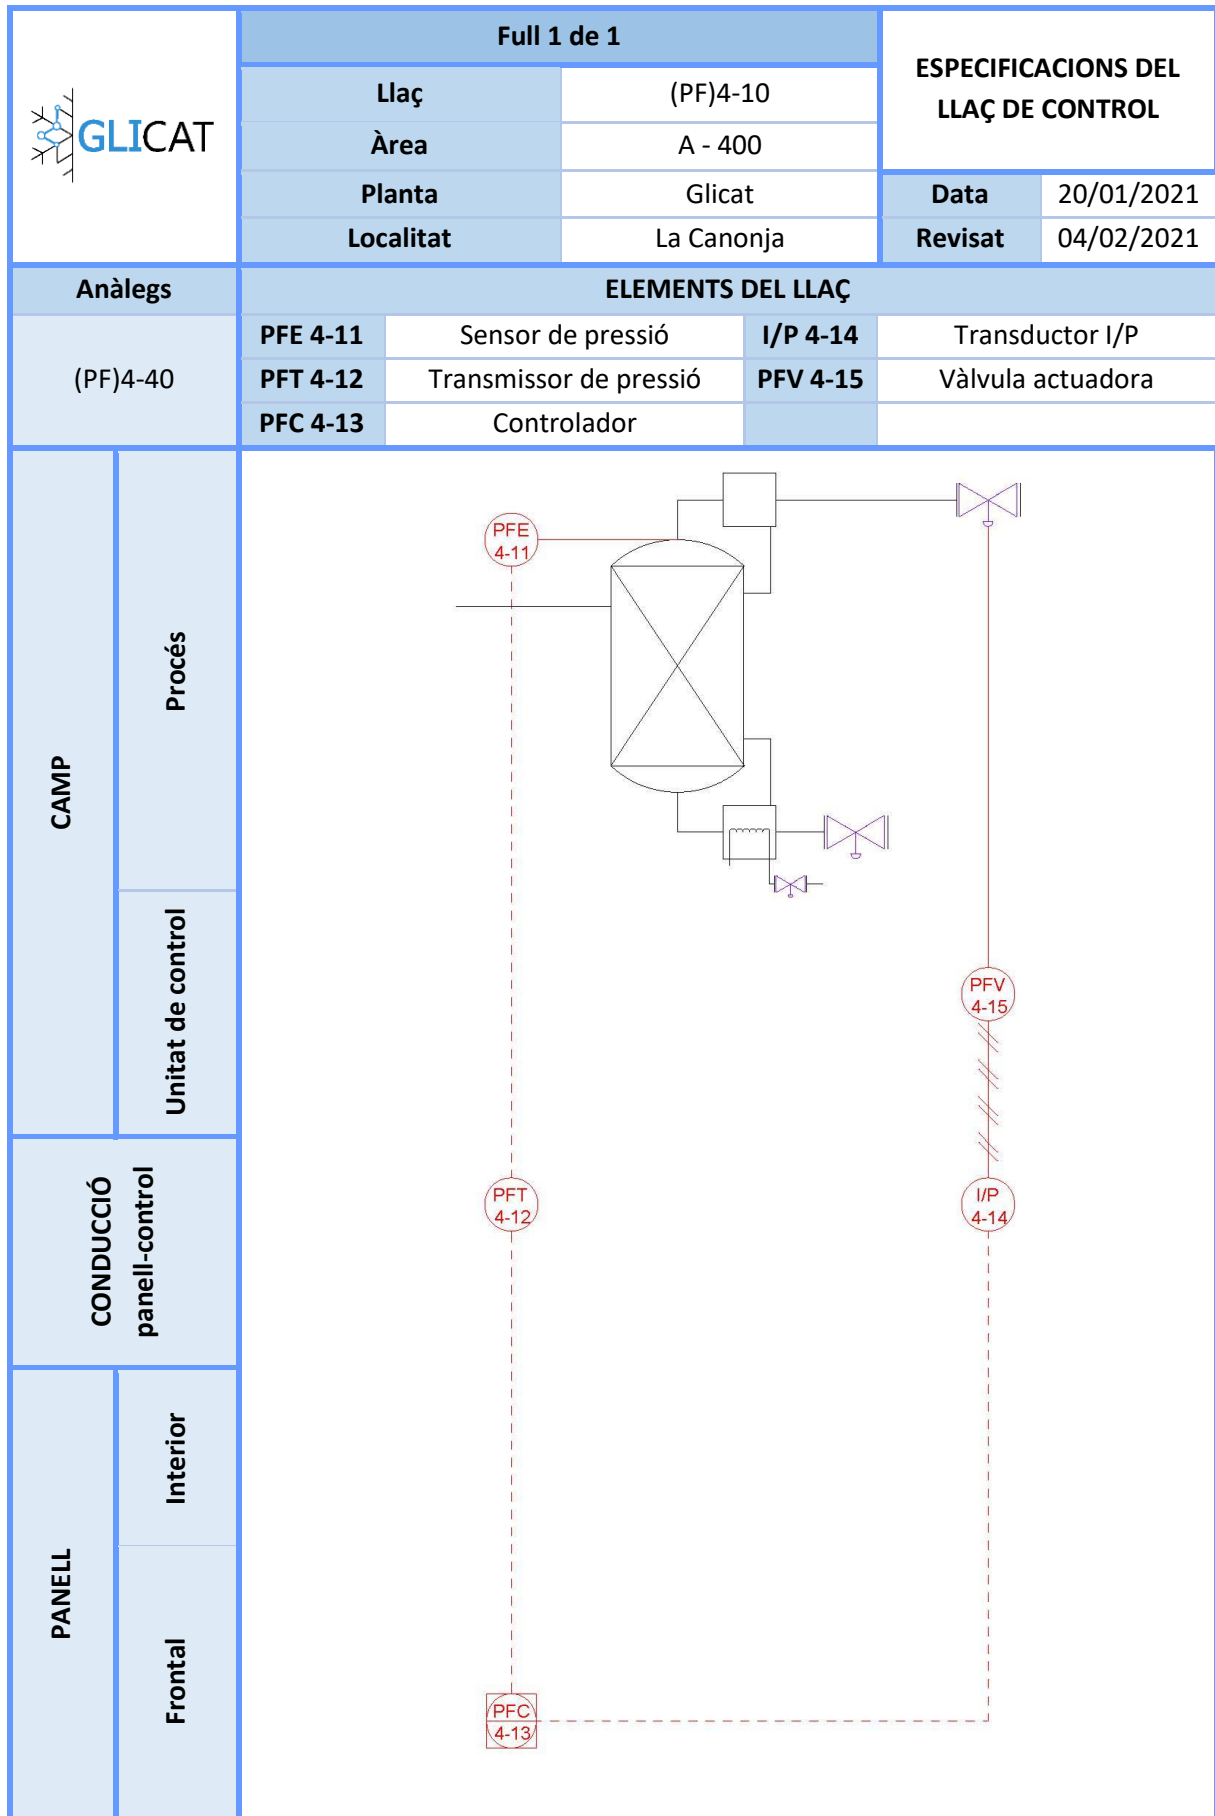 GLICAT
Full 1 de 1
Llaç
(PF)4-10
Àrea
A - 400
Planta
Glicat
Localitat
La Canonja
ESPECIFICACIONS DEL
LLAÇ DE CONTROL
Data
20/01/2021
Revisat
04/02/2021
Anàlegs
ELEMENTS DEL LLAÇ
(PF)4-40
PFE 4-11
Sensor de pressió
I/P 4-14
Transductor I/P
PFT 4-12
Transmissor de pressió
PFV 4-15
Vàlvula actuadora
PFC 4-13
Controlador
CAMP
Procés
Unitat de control
CONDUCCIÓ
panell-control
PANELL
Interior
Frontal
PFE
4-11
PFV
4-15
PFT
4-12
I/P
4-14
PFC
4-13